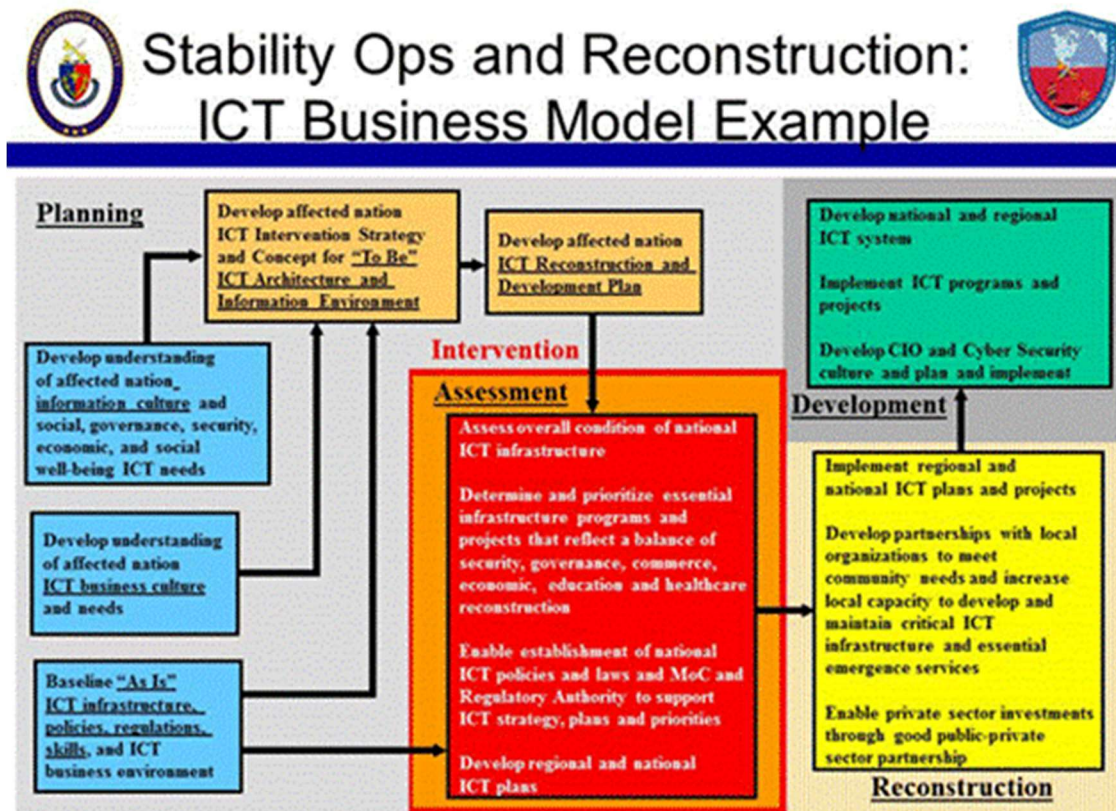 Stability Ops and Reconstruction:
ICT Business Model Example
Planning
Develop affected nation
ICT Intervention Strategy
and Concept for “To Be”
ICT Architecture and
Information Environment
Develop affected nation
ICT Reconstruction and
Development Plan
Develop national and regional
ICT system
Implement ICT programs and
projects
Develop CIO and Cyber Security
culture and plan and implement
Development
Develop understanding
of affected nation
information culture and
social, governance, security,
economic, and social
well-being ICT needs
Develop understanding
of affected nation
ICT business culture
and needs
Baseline “As Is”
ICT infrastructure,
policies, regulations,
skills, and ICT
business environment
Intervention
Assessment
Assess overall condition of national
ICT infrastructure
Determine and prioritize essential
infrastructure programs and
projects that reflect a balance of
security, governance, commerce,
economic, education and healthcare
reconstruction
Enable establishment of national
ICT policies and laws and MoC and
Regulatory Authority to support
ICT strategy, plans and priorities
Develop regional and national
ICT plans
Implement regional and
national ICT plans and projects
Develop partnerships with local
organizations to meet
community needs and increase
local capacity to develop and
maintain critical ICT
infrastructure and essential
emergence services
Enable private sector investments
through good public-private
sector partnership
Reconstruction